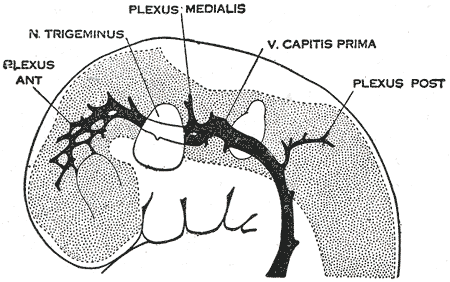 PLEXUS MEDIALIS
N. TRIGEMINUS
V. CAPITIS PRIMA
PLEXUS
ANT
PLEXUS POST